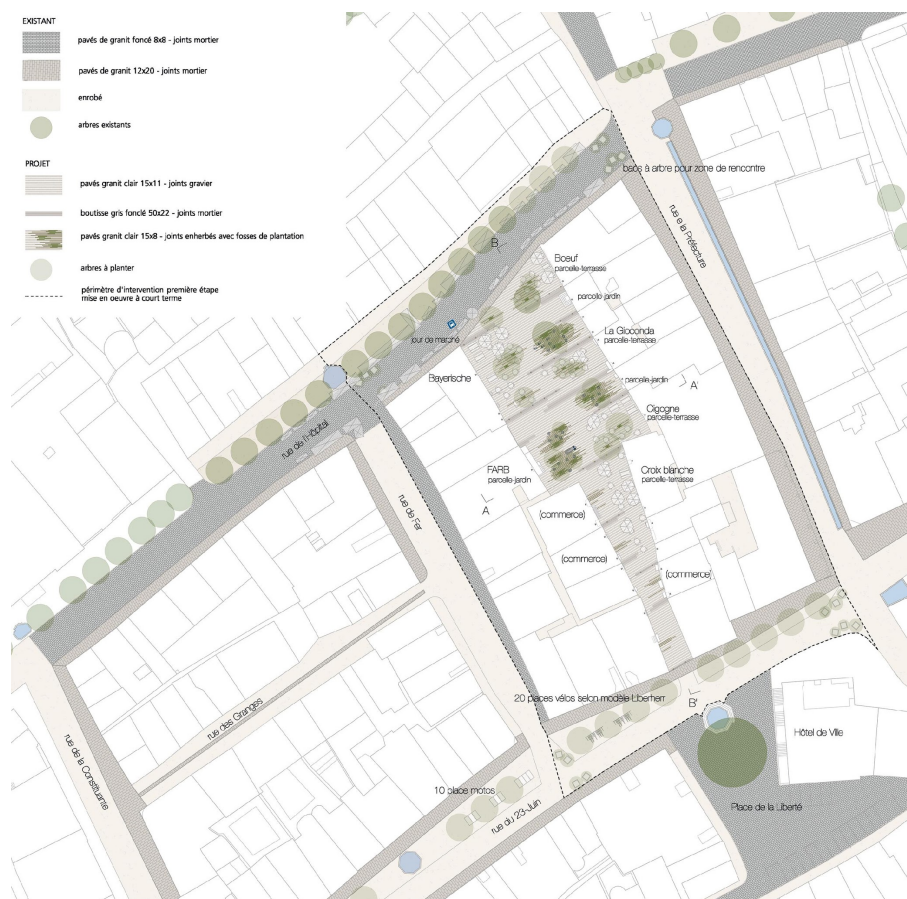 EXISTANT
pavés de granit foncé 8x8 - joints mortier
pavés de granit 12x20 - joints mortier
enrobé
arbres existants
PROJET
pavés granit clair 15x11 - joints gravier
boutisse gris fonclé 50x22 - joints mortier
pavés granit clair 15x8 - joints enherbés avec fosses de plantation
arbres à planter
périmètre d'intervention première étape
mise en oeuvre à court terme
bacs à arbre pour zone de rencontre
rue e la Préfecture
B
Boeuf
parcelle-terrasse
parcelle-jardin
jour de marché
La Gioconda
parcelle-terrasse
Bayerische
parcelle-jardin
A'
Cigogne
parcelle-terrasse
rue de l'Hôpital
FARB
parcelle-jardin
Croix blanche
parcelle-terrasse
rue de Fer
A
(commerce)
(commerce)
(commerce)
20 places vélos selon modèle Liberherr
B'
rue des Granges
Hôtel de Ville
rue de la Constituante
10 place motos
rue du 23-Juin
Place de la Liberté